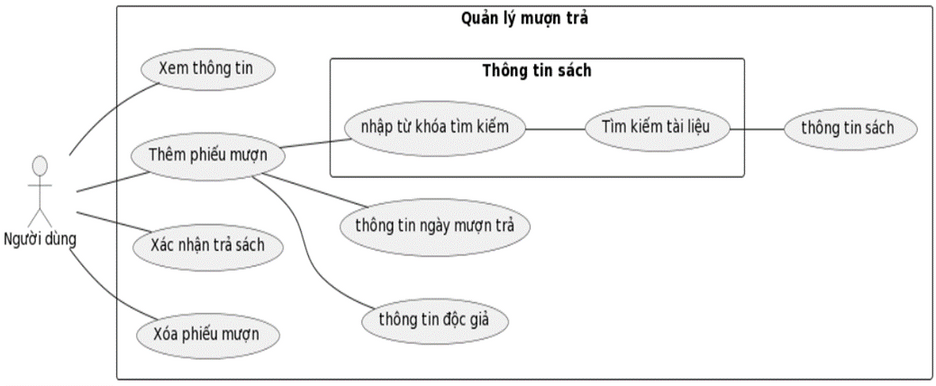 Quản lý mượn trả
Xem thông tin
Thông tin sách
nhập từ khóa tìm kiếm
Tìm kiếm tài liệu
thông tin sách
Thêm phiếu mượn
thông tin ngày mượn trả
Người dùng
Xác nhận trả sách
thông tin độc giả
Xóa phiếu mượn